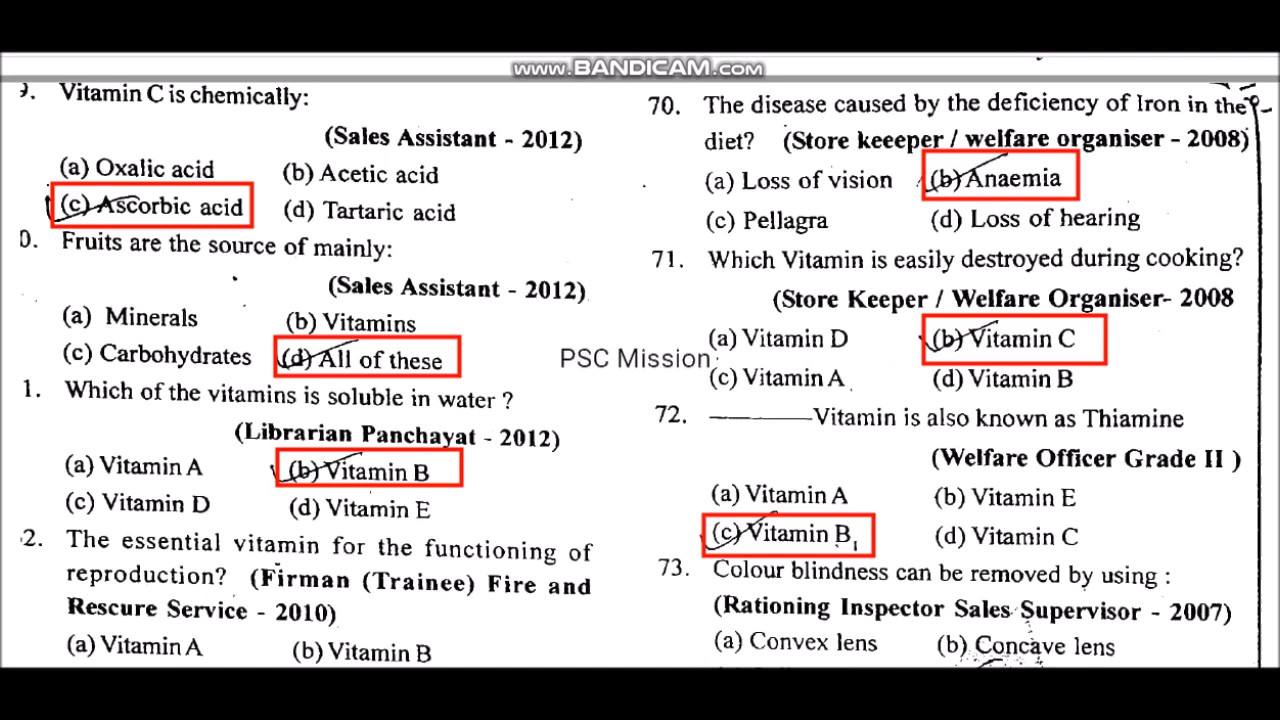 www.BANDICAM.com
9. Vitamin C is chemically:
(Sales Assistant - 2012)
(a) Oxalic acid (b) Acetic acid
(c) Ascorbic acid (d) Tartaric acid
0. Fruits are the source of mainly:
(Sales Assistant - 2012)
(a) Minerals (b) Vitamins
(c) Carbohydrates (d) All of these
1. Which of the vitamins is soluble in water ?
(Librarian Panchayat - 2012)
(a) Vitamin A (b) Vitamin B
(c) Vitamin D (d) Vitamin E
2. The essential vitamin for the functioning of
reproduction? (Firman (Trainee) Fire and
Rescure Service - 2010)
(a) Vitamin A (b) Vitamin B
PSC Mission
70. The disease caused by the deficiency of Iron in the
diet? (Store keeeper / welfare organiser - 2008)
(a) Loss of vision (b) Anaemia
(c) Pellagra (d) Loss of hearing
71. Which Vitamin is easily destroyed during cooking?
(Store Keeper / Welfare Organiser- 2008
(a) Vitamin D (b) Vitamin C
(c) Vitamin A (d) Vitamin B
72. ———Vitamin is also known as Thiamine
(Welfare Officer Grade II )
(a) Vitamin A (b) Vitamin E
(c) Vitamin B₁ (d) Vitamin C
73. Colour blindness can be removed by using :
(Rationing Inspector Sales Supervisor - 2007)
(a) Convex lens (b) Concave lens